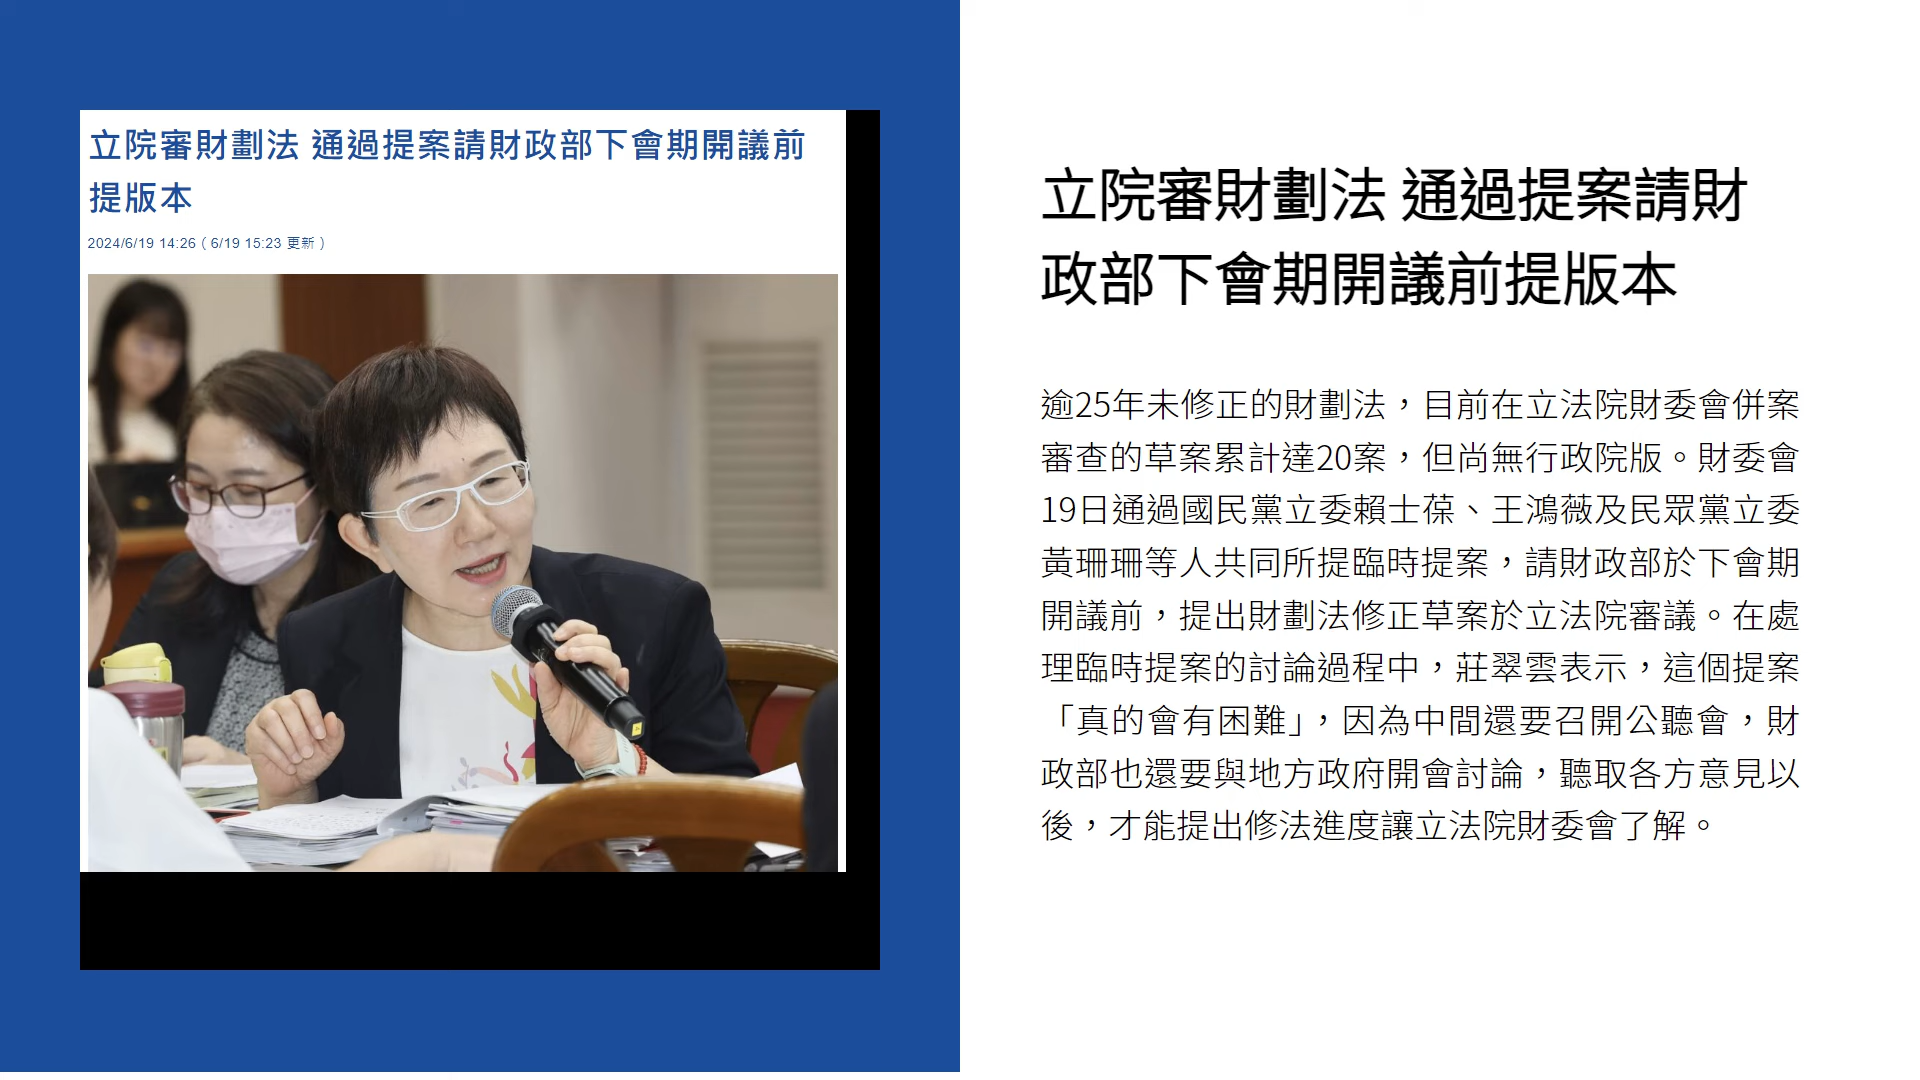 立院審財劃法 通過提案請財政部下會期開議前
提版本
2024/6/19 14:26（6/19 15:23 更新）
立院審財劃法 通過提案請財
政部下會期開議前提版本
逾25年未修正的財劃法，目前在立法院財委會併案
審查的草案累計達20案，但尚無行政院版。財委會
19日通過國民黨立委賴士葆、王鴻薇及民眾黨立委
黃珊珊等人共同所提臨時提案，請財政部於下會期
開議前，提出財劃法修正草案於立法院審議。在處
理臨時提案的討論過程中，莊翠雲表示，這個提案
「真的會有困難」，因為中間還要召開公聽會，財
政部也還要與地方政府開會討論，聽取各方意見以
後，才能提出修法進度讓立法院財委會了解。